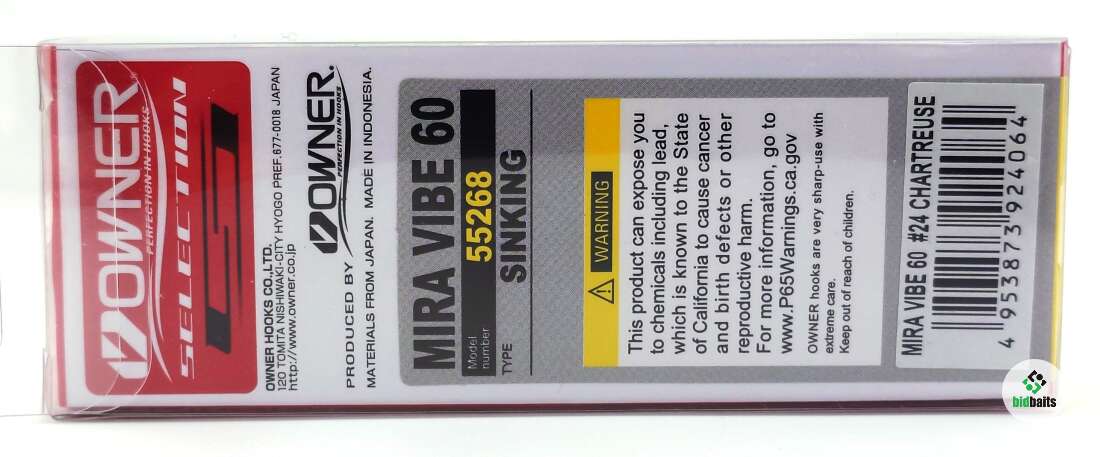 OWNER
PERFECTION IN HOOKS
SELECTION
OWNER HOOKS CO.,LTD.
120 TOMITA NISHIWAKI-CITY HYOGO PREF. 677-0018 JAPAN
http://www.owner.co.jp
PRODUCED BY OWNER®
PERFECTION IN HOOKS
MATERIALS FROM JAPAN. MADE IN INDONESIA.
MIRA VIBE 60
Model number 55268
TYPE SINKING
WARNING
This product can expose you
to chemicals including lead,
which is known to the State
of California to cause cancer
and birth defects or other
reproductive harm.
For more information, go to
www.P65Warnings.ca.gov
OWNER hooks are very sharp-use with
extreme care.
Keep out of reach of children.
MIRA VIBE 60 #24 CHARTREUSE
4 953873 924064
bidbaits